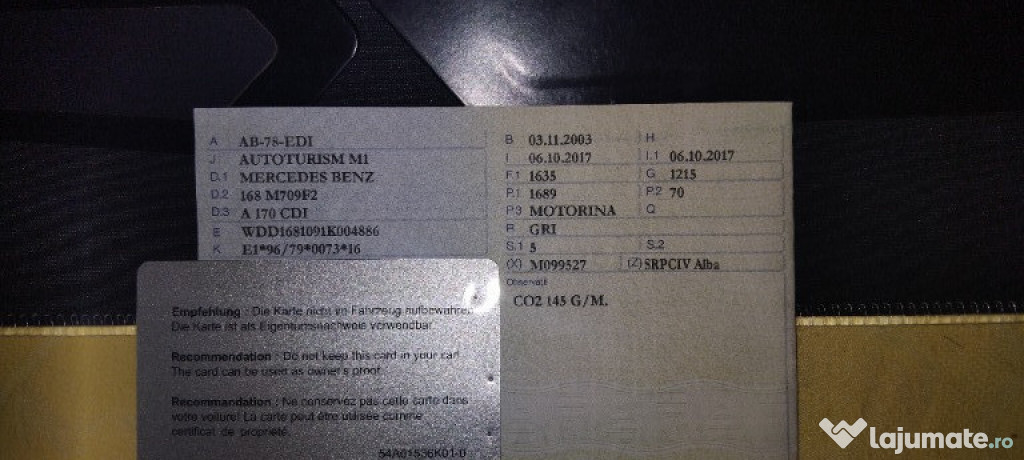 A AB-78-EDI
J AUTOTURISM M1
D.1 MERCEDES BENZ
D.2 168 M709F2
D.3 A 170 CDI
E WDD1681091K004886
K E1*96/79*0073*16
B 03.11.2003 H
I 06.10.2017 I.1 06.10.2017
F.1 1635 G 1215
P.1 1689 P.2 70
P.3 MOTORINA Q
R GRI
S.1 5 S.2
(X) M099527 (Z) SRPCIV Alba
Observatii
CO2 145 G/M.
Empfehlung : Die Karte nicht im Fahrzeug aufbewahren
Die Karte ist als Eigentumsnachweis verwendbar.
Recommendation : Do not keep this card in your car!
The card can be used as owner's proof.
Recommandation : Ne conservez pas cette carte dans
votre voiture! La carte peut être utilisée comme
certificat de propriété.
54A01536K01-0
lajumate.ro